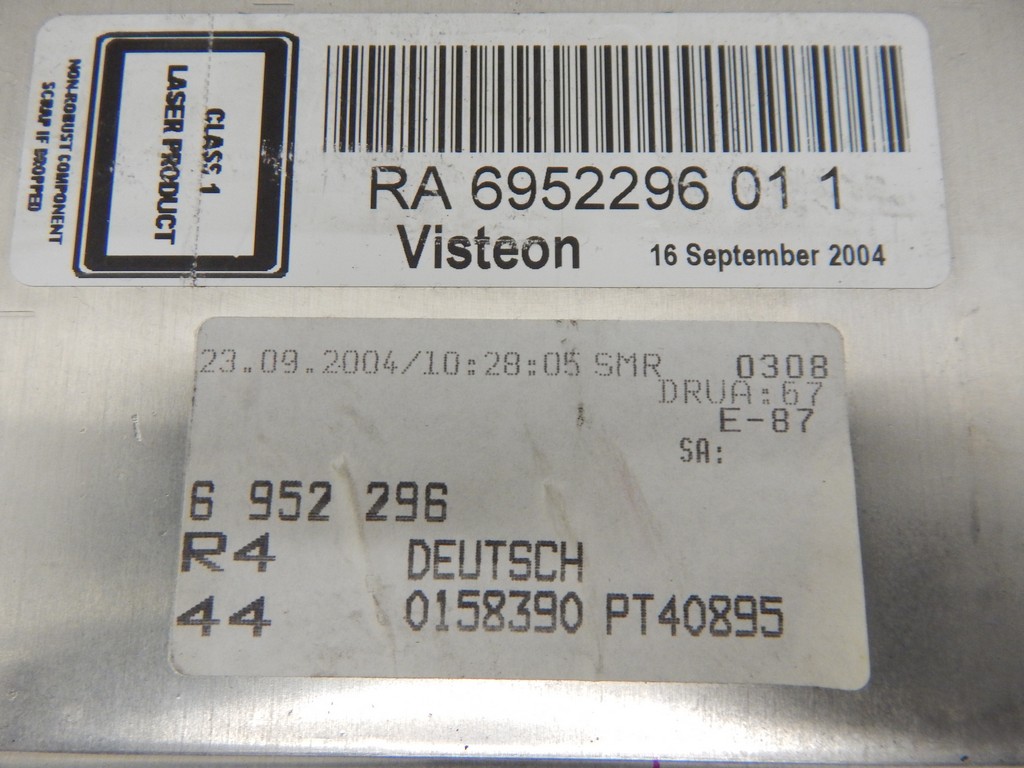 NON-ROBUST COMPONENT
SCRAP IF DROPPED
CLASS 1
LASER PRODUCT
RA 6952296 01 1
Visteon 16 September 2004
23.09.2004/10:28:05 SMR 0308
DRUA:67
E-87
SA:
6 952 296
R4 DEUTSCH
44 0158390 PT40895